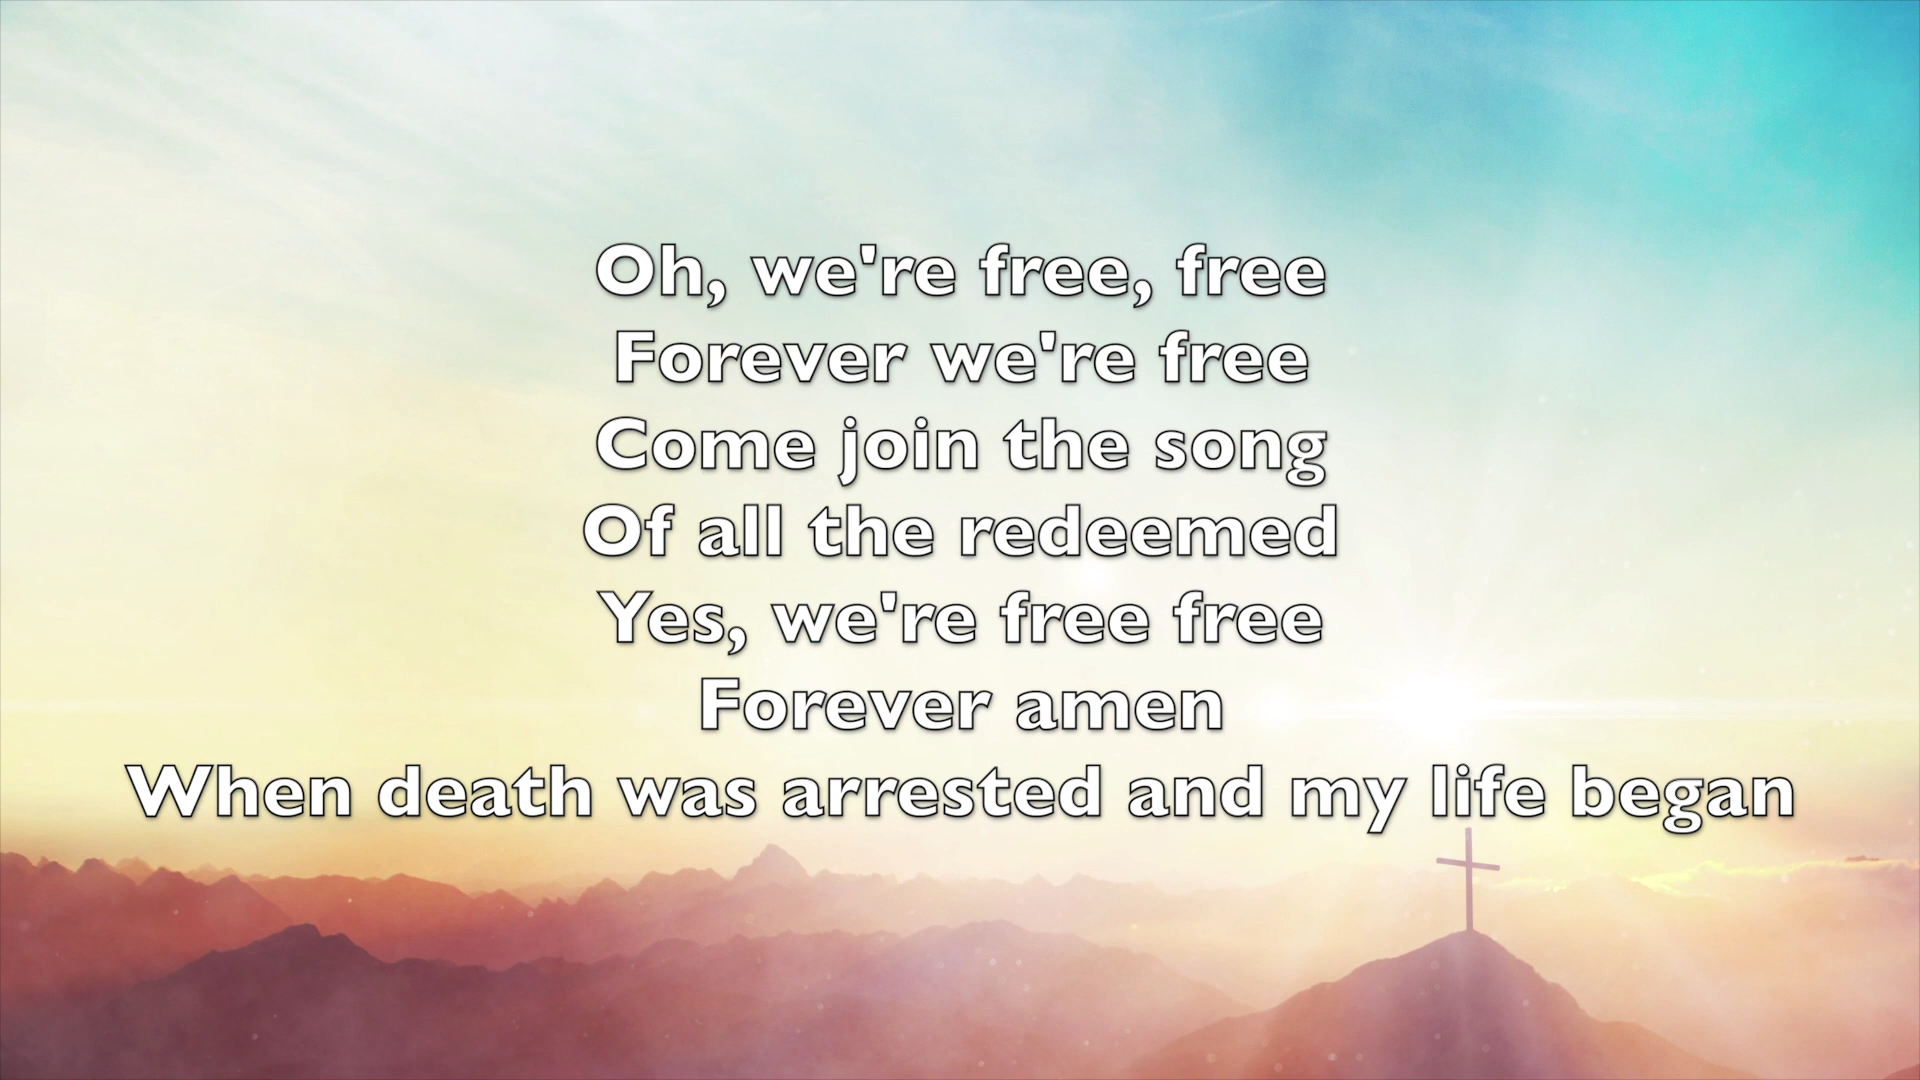 Oh, we're free, free
Forever we're free
Come join the song
Of all the redeemed
Yes, we're free free
Forever amen
When death was arrested and my life began